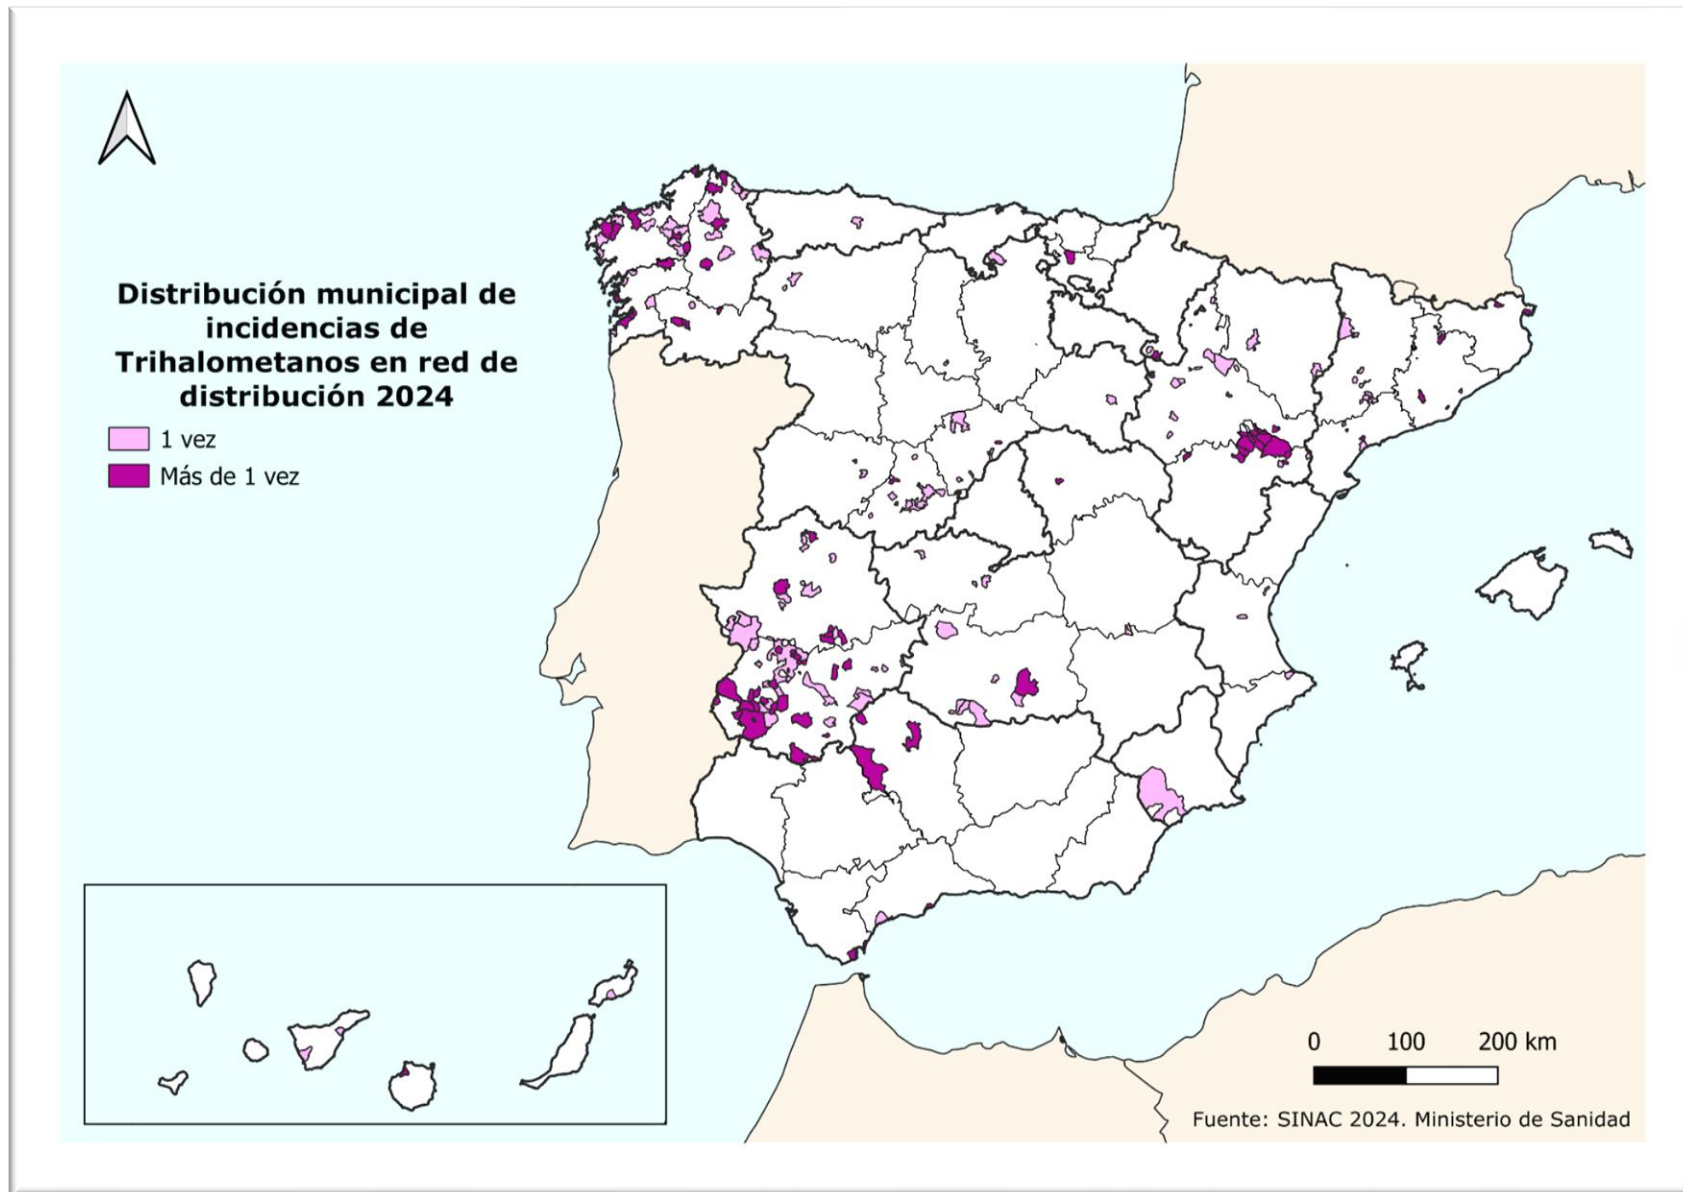 Distribución municipal de
incidencias de
Trihalometanos en red de
distribución 2024
1 vez
Más de 1 vez
0 100 200 km
Fuente: SINAC 2024. Ministerio de Sanidad